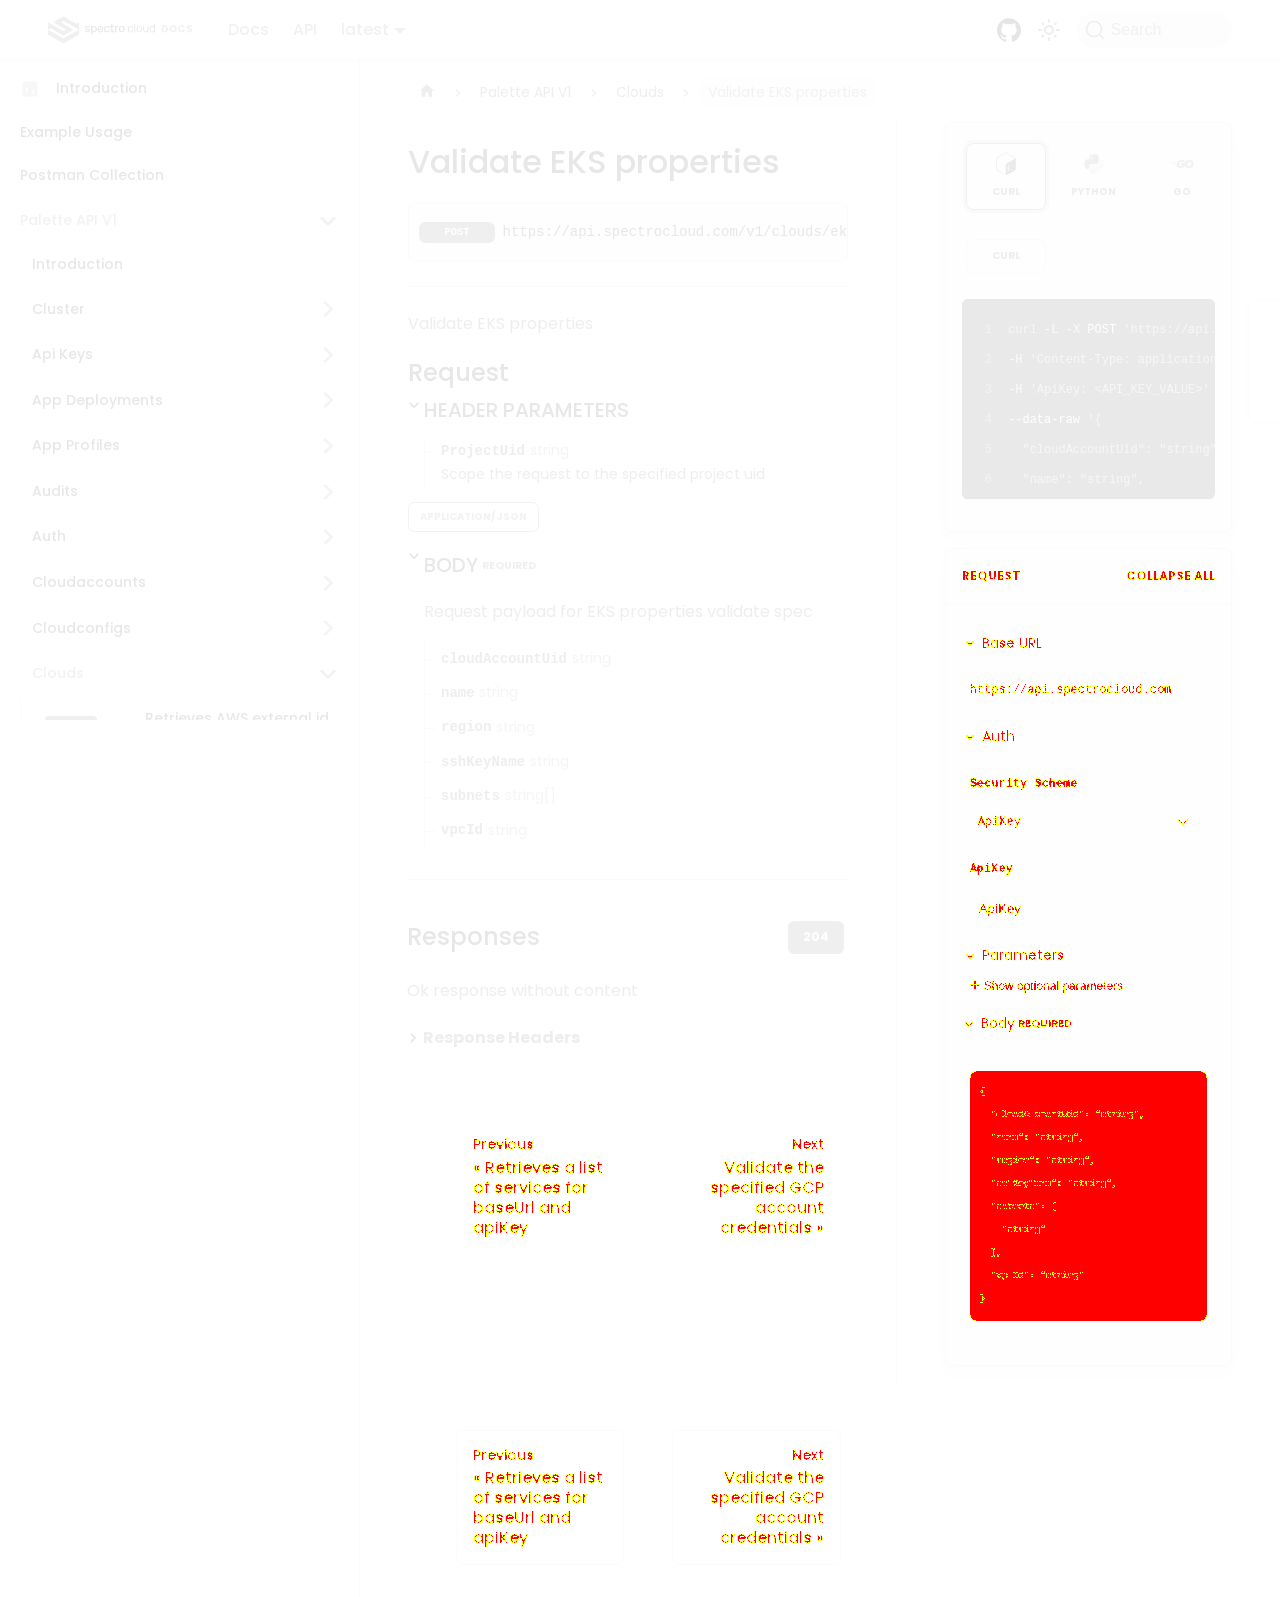 spectro cloud DOCS
Docs
API
latest
Search
Introduction
Example Usage
Postman Collection
Palette API V1
Introduction
Cluster
Api Keys
App Deployments
App Profiles
Audits
Auth
Cloudaccounts
Cloudconfigs
Clouds
Retrieves AWS external id
Palette API V1
Clouds
Validate EKS properties
Validate EKS properties
POST https://api.spectrocloud.com/v1/clouds/ek
Validate EKS properties
Request
HEADER PARAMETERS
ProjectUid string
Scope the request to the specified project uid
APPLICATION/JSON
BODY REQUIRED
Request payload for EKS properties validate spec
cloudAccountUid string
name string
region string
sshKeyName string
subnets string[]
vpcId string
Responses
204
Ok response without content
Response Headers
Previous
« Retrieves a list
of services for
baseUrl and
apiKey
Next
Validate the
specified GCP
account
credentials »
Previous
« Retrieves a list
of services for
baseUrl and
apiKey
Next
Validate the
specified GCP
account
credentials »
CURL
PYTHON
GO
GO
CURL
1 curl -L -X POST 'https://api.
2 -H 'Content-Type: application
3 -H 'ApiKey: <API_KEY_VALUE>'
4 --data-raw '{
5 "cloudAccountUid": "string"
6 "name": "string",
REQUEST
COLLAPSE ALL
Base URL
https://api.spectrocloud.com
Auth
Security Scheme
ApiKey
ApiKey
ApiKey
Parameters
Show optional parameters
Body REQUIRED
{
"cloudAccountUid": "string",
"name": "string",
"region": "string",
"sshKeyName": "string",
"subnets": [
"string"
],
"vpcId": "string"
}